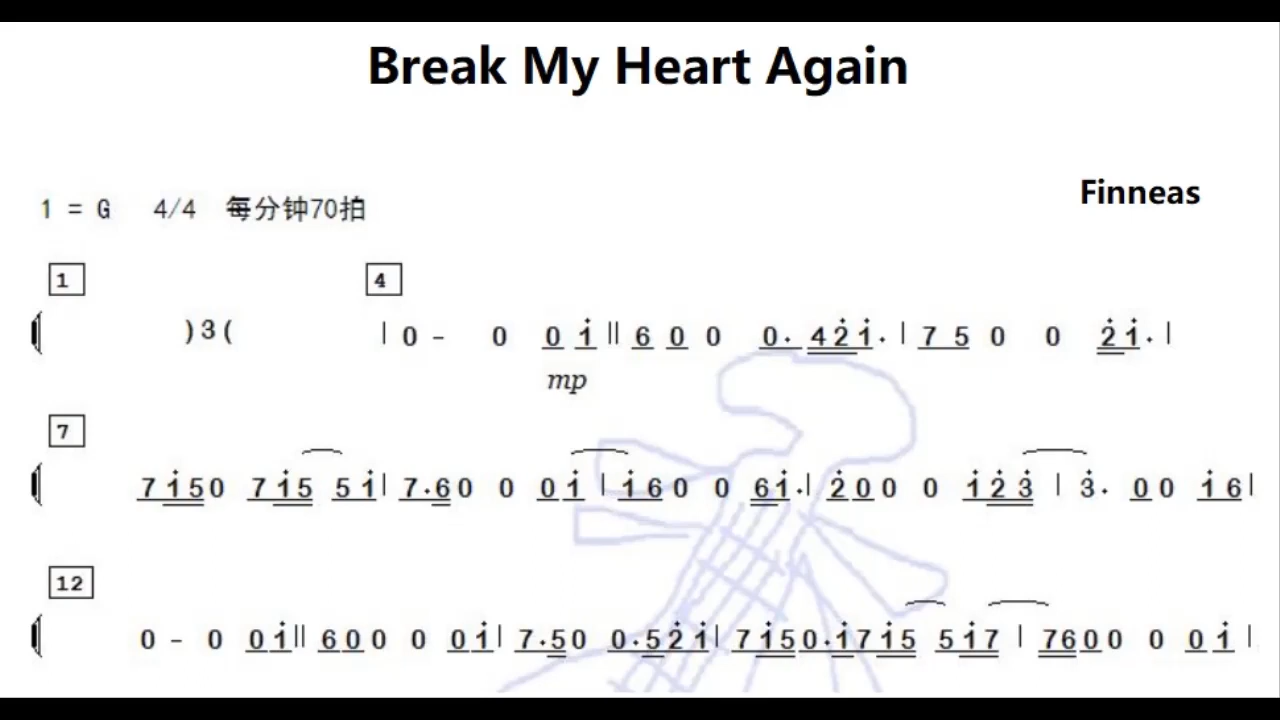 Break My Heart Again
Finneas
1 = G 4/4 每分钟70拍
1 4
)3( | 0 - 0 0 i̇ || 6 0 0 0. 4 2̇ 1̇. | 7 5 0 0 2̇ 1̇. |
mp
7
7 1̇ 5 0 7 1̇ 5 5 1̇ | 7. 6 0 0 0 1̇ | 1̇ 6 0 0 6 1̇. | 2̇ 0 0 0 1̇ 2̇ 3̇ | 3̇. 0 0 1̇ 6 |
12
0 - 0 0 1̇ || 6 0 0 0 0 1̇ | 7. 5 0 0. 5 2̇ 1̇ | 7 1̇ 5 0. 1̇ 7 1̇ 5 5 1̇ 7 | 7 6 0 0 0 0 1̇ |